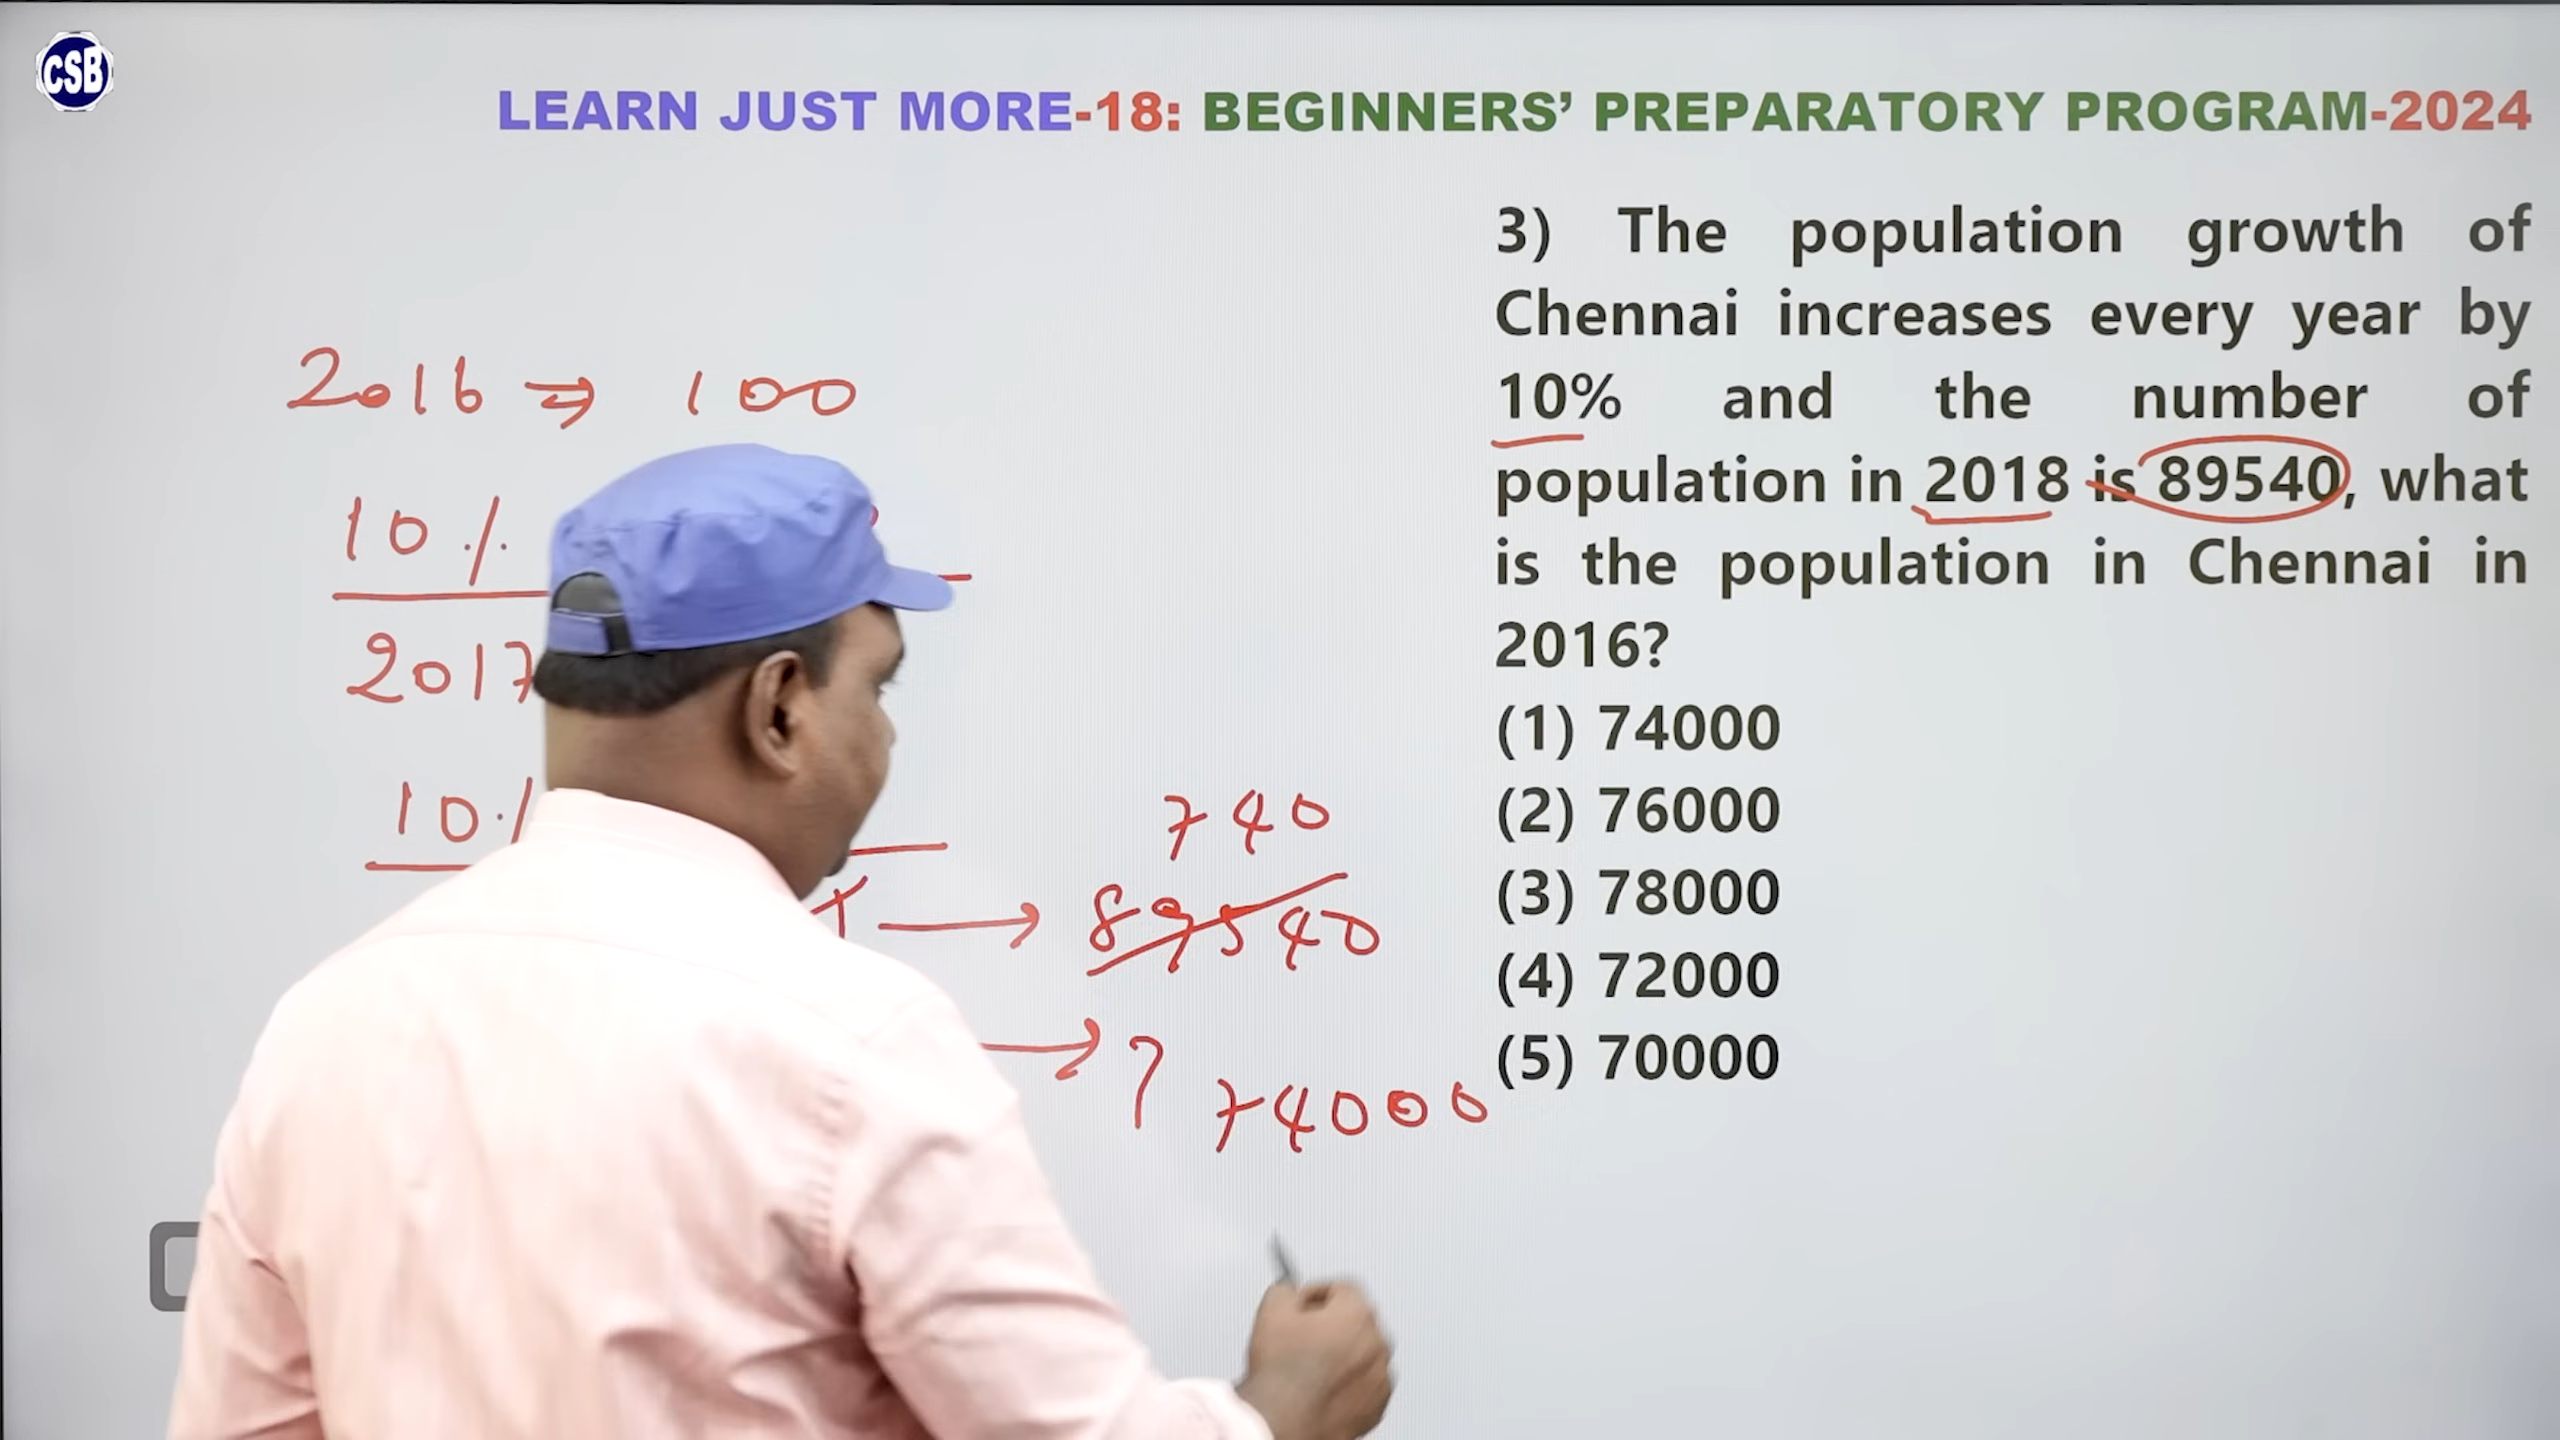 CSB
LEARN JUST MORE-18: BEGINNERS’ PREPARATORY PROGRAM-2024
3) The population growth of
Chennai increases every year by
10% and the number of
population in 2018 is 89540, what
is the population in Chennai in
2016?
(1) 74000
(2) 76000
(3) 78000
(4) 72000
(5) 70000
2016 ⇒ 100
10%
2017
10%
740
→ 89540
→ ?
74000